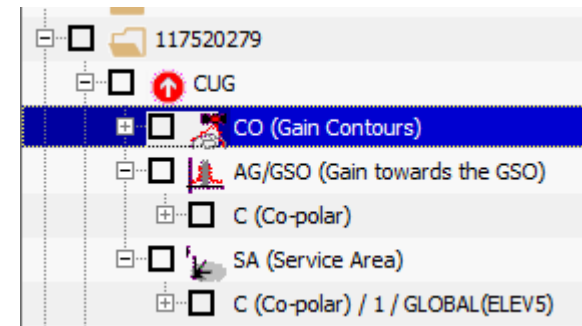 117520279
CUG
CO (Gain Contours)
AG/GSO (Gain towards the GSO)
C (Co-polar)
SA (Service Area)
C (Co-polar) / 1 / GLOBAL(ELEV5)